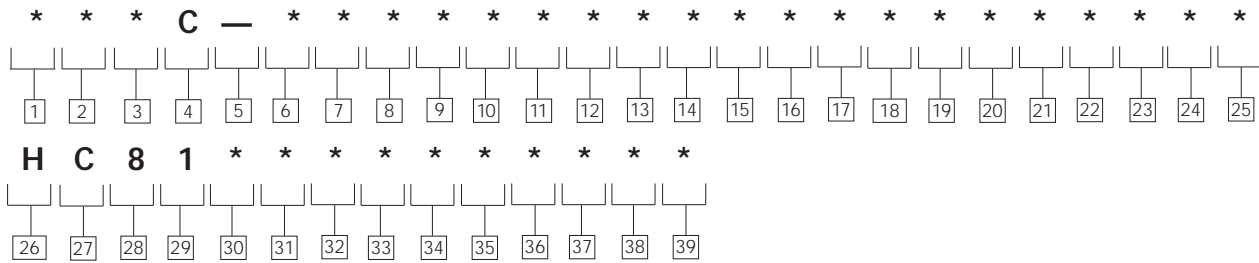 * * * C — * * * * * * * * * * * * * * * * * * * *
1 2 3 4 5 6 7 8 9 10 11 12 13 14 15 16 17 18 19 20 21 22 23 24 25
H C 8 1 * * * * * * * * * *
26 27 28 29 30 31 32 33 34 35 36 37 38 39